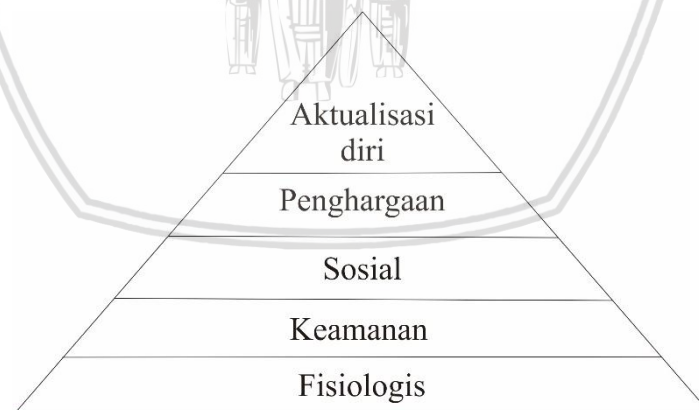 Aktualisasi
diri
Penghargaan
Sosial
Keamanan
Fisiologis